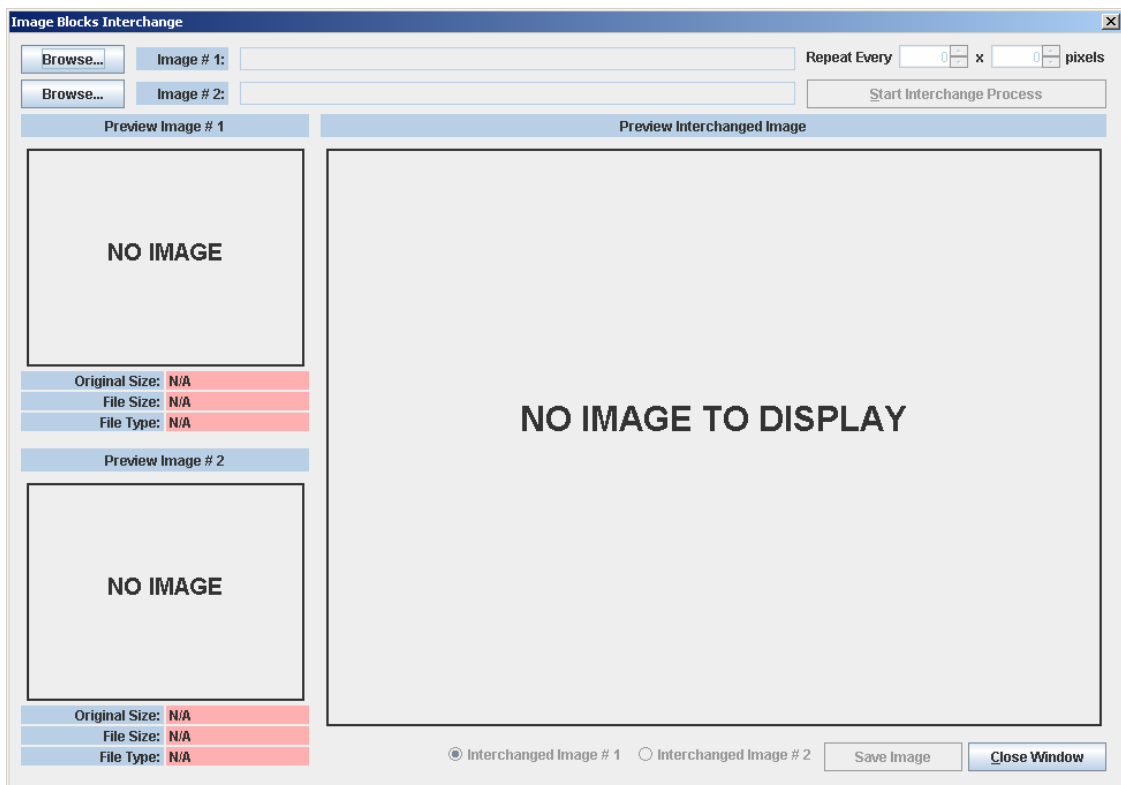 Image Blocks Interchange
Browse... Image # 1: Repeat Every 0 x 0 pixels
Browse... Image # 2: Start Interchange Process
Preview Image # 1 Preview Interchanged Image
NO IMAGE
Original Size: N/A
File Size: N/A
File Type: N/A
NO IMAGE TO DISPLAY
Preview Image # 2
NO IMAGE
Original Size: N/A
File Size: N/A
File Type: N/A
Interchanged Image # 1 Interchanged Image # 2 Save Image Close Window